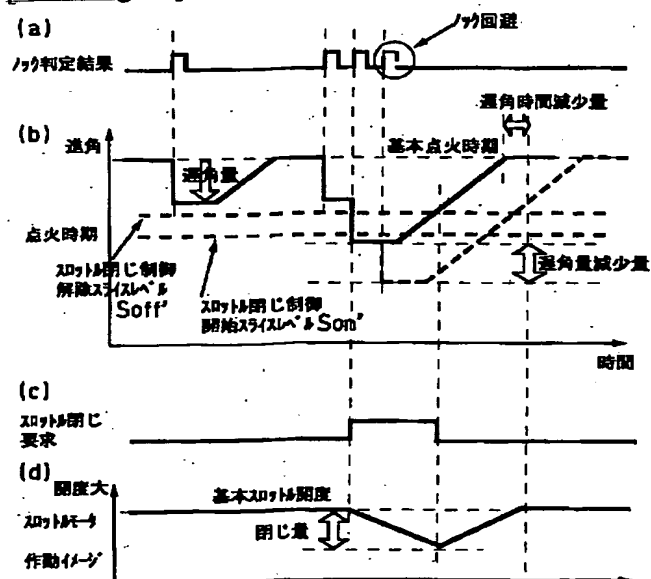 (a)
ノック回避
ノック判定結果
遅角時間減少量
(b)
進角
基本点火時期
遅角量
点火時期
遅角量減少量
スロットル閉じ制御
解除スライスレベル
Soff'
スロットル閉じ制御
開始スライスレベル Son'
時間
(c)
スロットル閉じ
要求
(d)
開度大
基本スロットル開度
スロットルモータ
閉じ量
作動イメージ